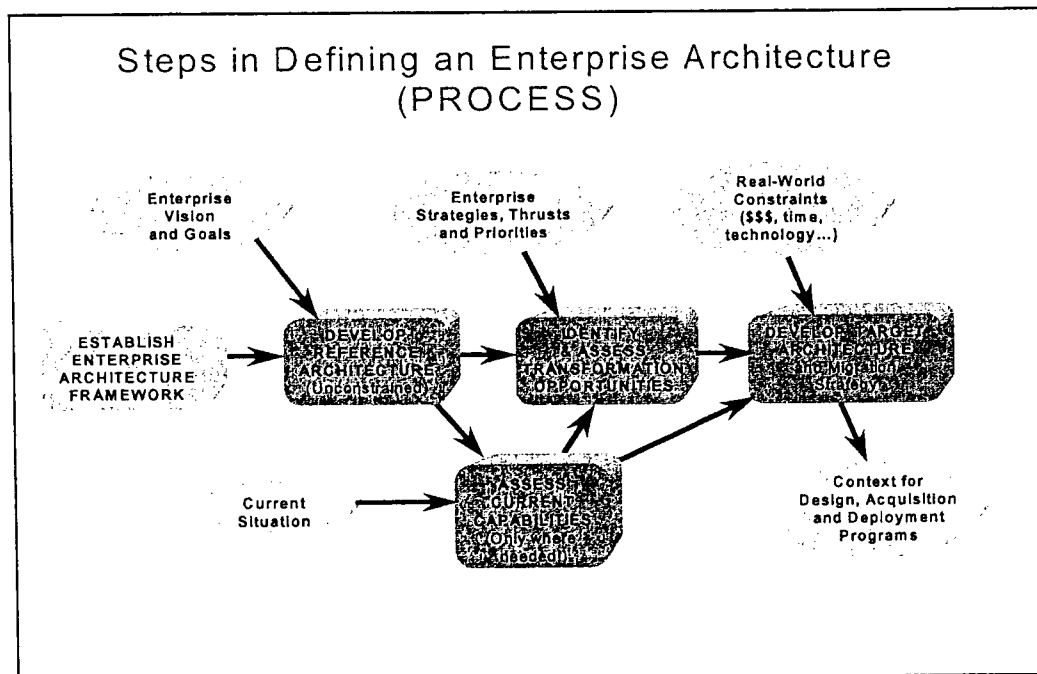 Steps in Defining an Enterprise Architecture
(PROCESS)
Enterprise
Vision
and Goals
Enterprise
Strategies, Thrusts
and Priorities
Real-World
Constraints
($$$, time,
technology...)
ESTABLISH
ENTERPRISE
ARCHITECTURE
FRAMEWORK
DEVELOP
REFERENCE
ARCHITECTURE
(Unconstrained)
IDENTIFY
& ASSESS
TRANSFORMATION
OPPORTUNITIES
DEVELOP TARGET
ARCHITECTURE
(and Migration
Strategy)
Current
Situation
ASSESS
CURRENT
CAPABILITIES
(Only where
needed!)
Context for
Design, Acquisition
and Deployment
Programs